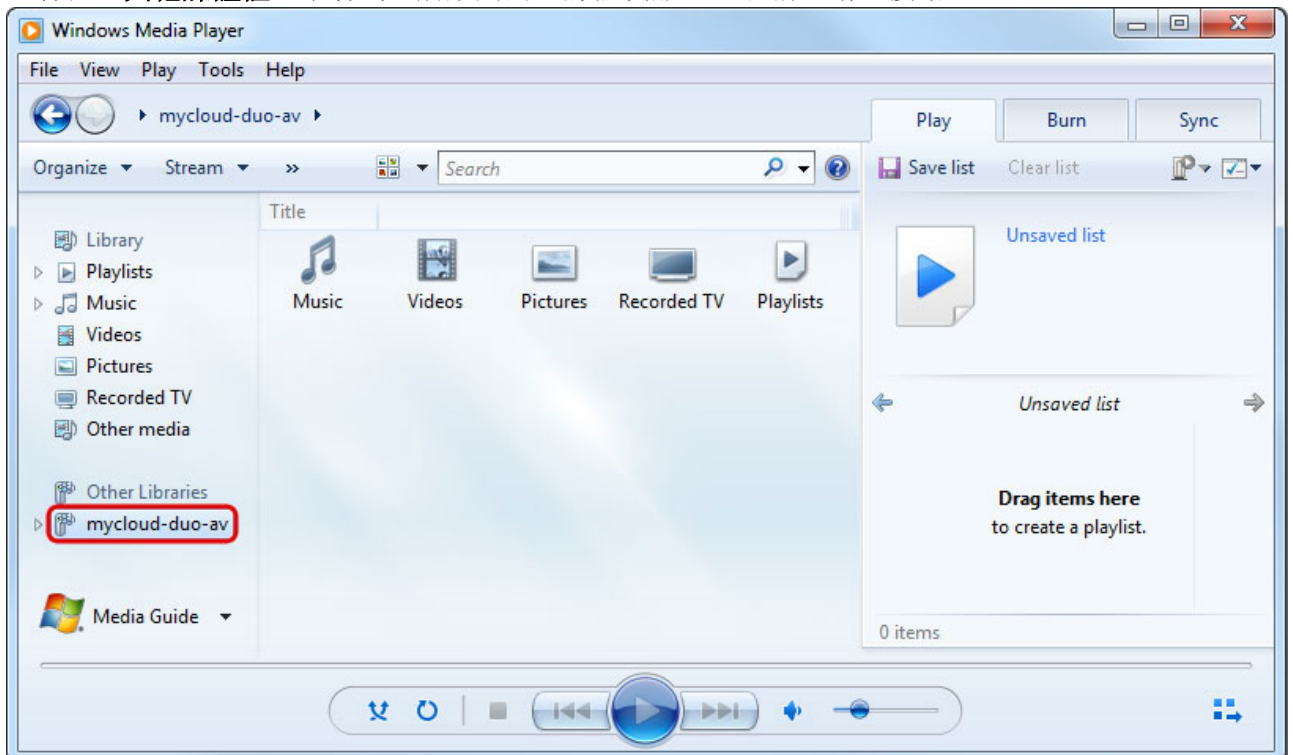 Windows Media Player
File View Play Tools Help
mycloud-duo-av
Play Burn Sync
Organize Stream » Search
Save list Clear list
Title
Library
Playlists
Music
Videos
Pictures
Recorded TV
Other media
Other Libraries
mycloud-duo-av
Media Guide
Music Videos Pictures Recorded TV Playlists
Unsaved list
Unsaved list
Drag items here
to create a playlist.
0 items